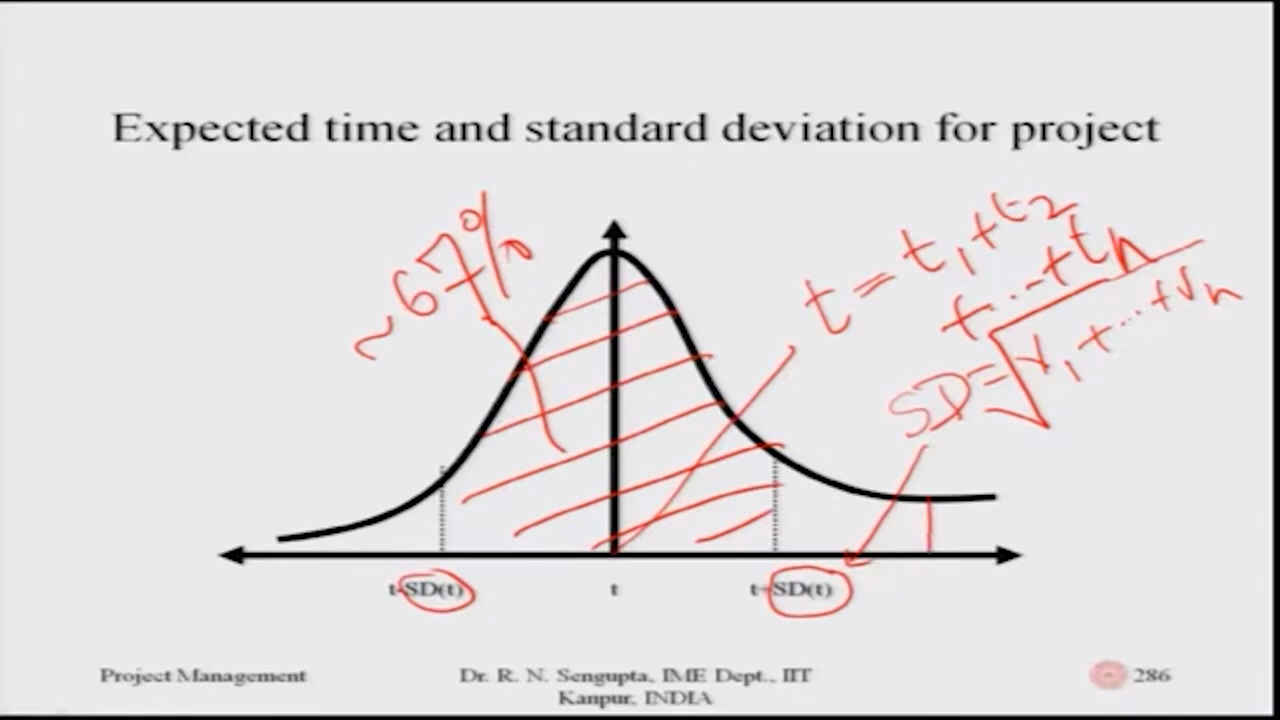 Expected time and standard deviation for project
~67%
t = t1 + t2
+ ... + tn
SD = √v1 + ... + vn
t-SD(t)
t
t+SD(t)
Project Management
Dr. R. N. Sengupta, IME Dept., IIT
Kanpur, INDIA
286